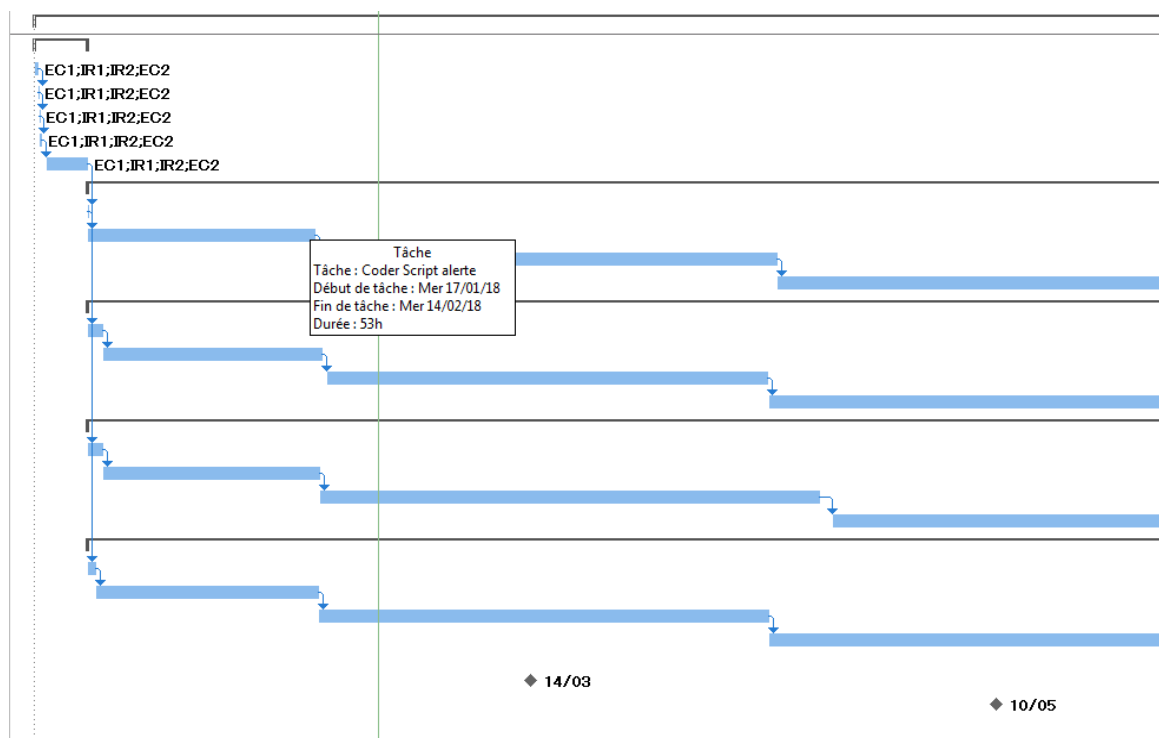 EC1;IR1;IR2;EC2
EC1;IR1;IR2;EC2
EC1;IR1;IR2;EC2
EC1;IR1;IR2;EC2
EC1;IR1;IR2;EC2
Tâche
Tâche : Coder Script alerte
Début de tâche : Mer 17/01/18
Fin de tâche : Mer 14/02/18
Durée : 53h
14/03
10/05